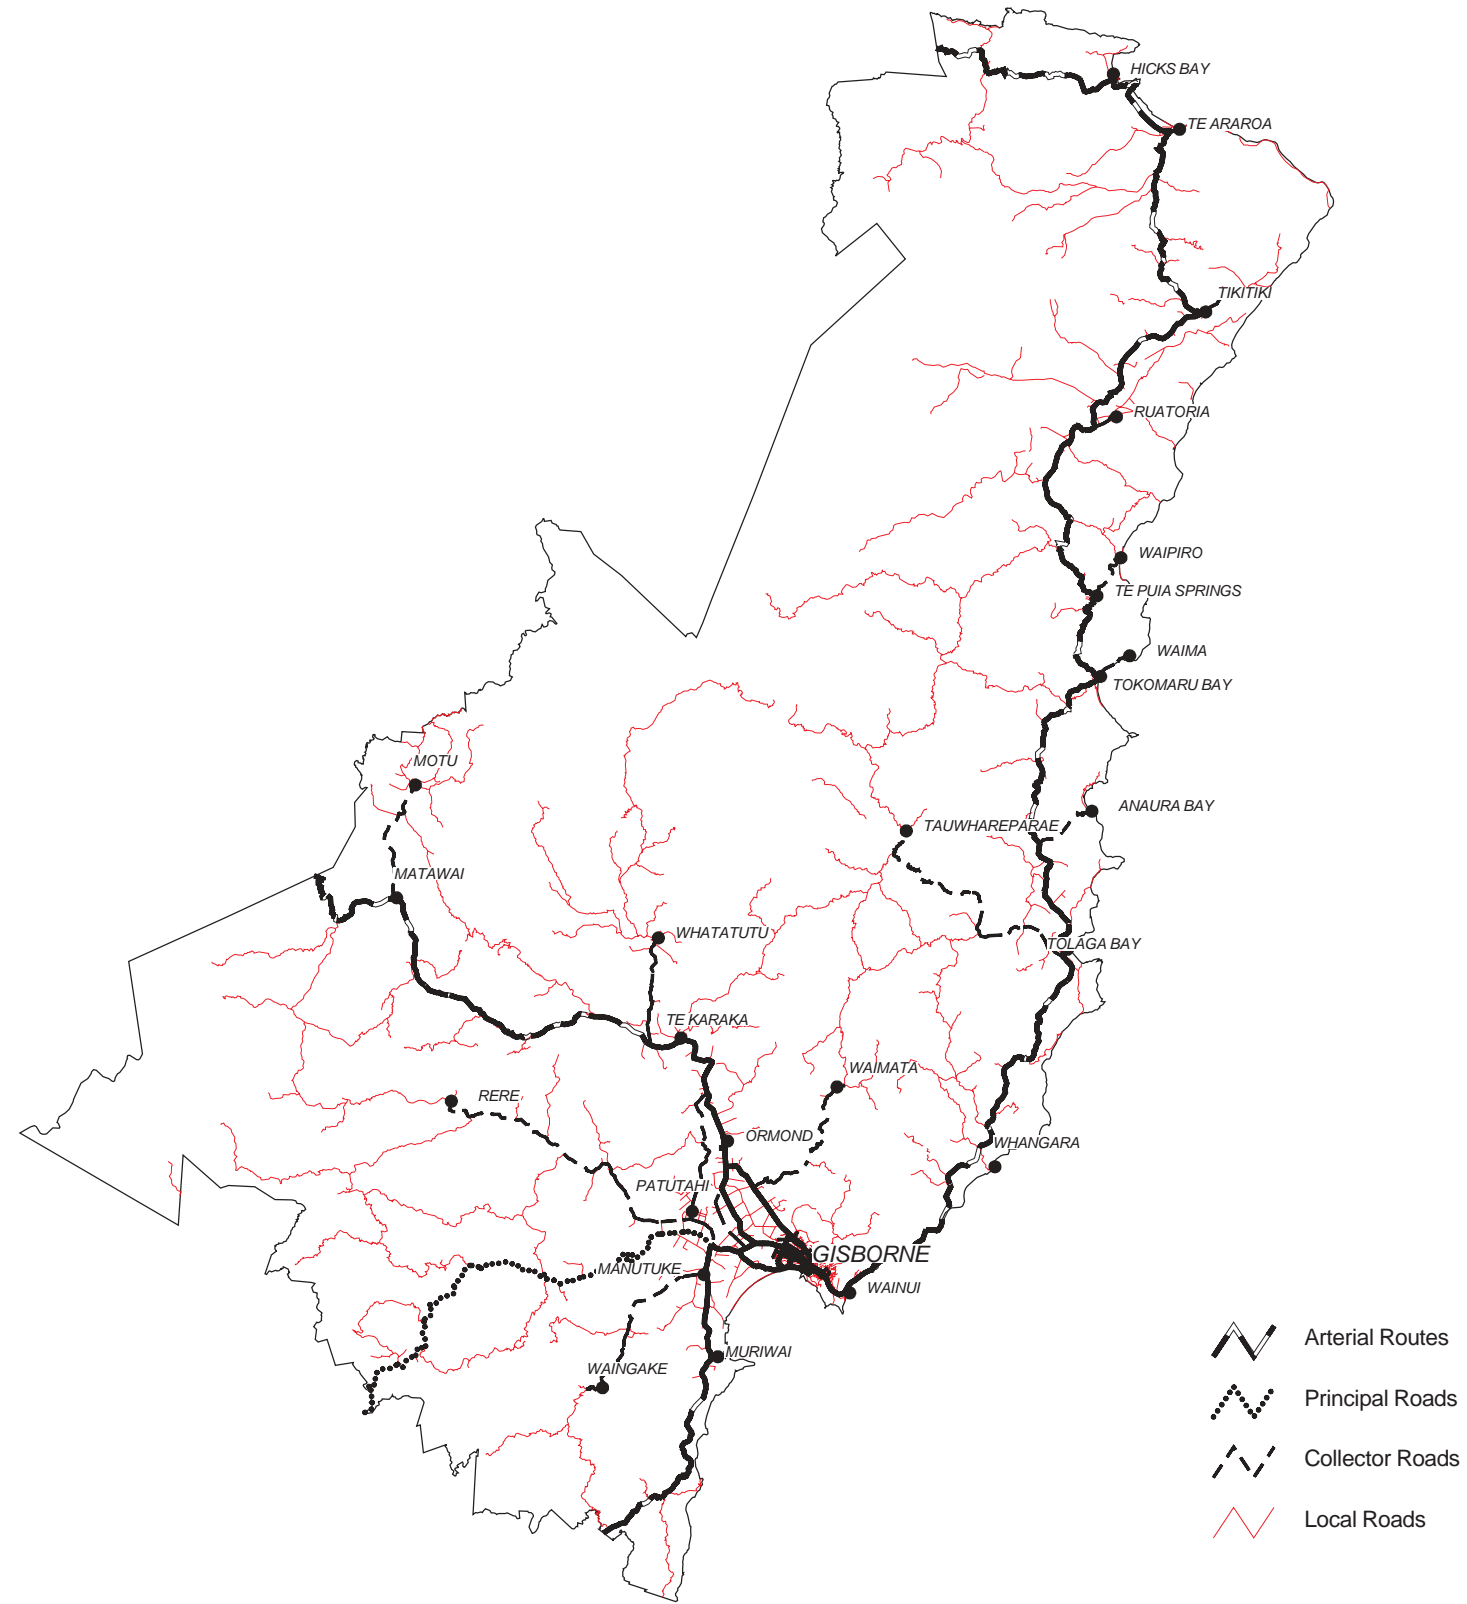 HICKS BAY
TE ARAROA
TIKITIKI
RUATORIA
WAIPIRO
TE PUIA SPRINGS
WAIMA
TOKOMARU BAY
MOTU
ANAURA BAY
TAUWHAREPARAE
MATAWAI
WHATATUTU
TOLAGA BAY
TE KARAKA
WAIMATA
RERE
ORMOND
WHANGARA
PATUTAHI
GISBORNE
MANUTUKE
WAINUI
MURIWAI
WAINGAKE
Arterial Routes
Principal Roads
Collector Roads
Local Roads